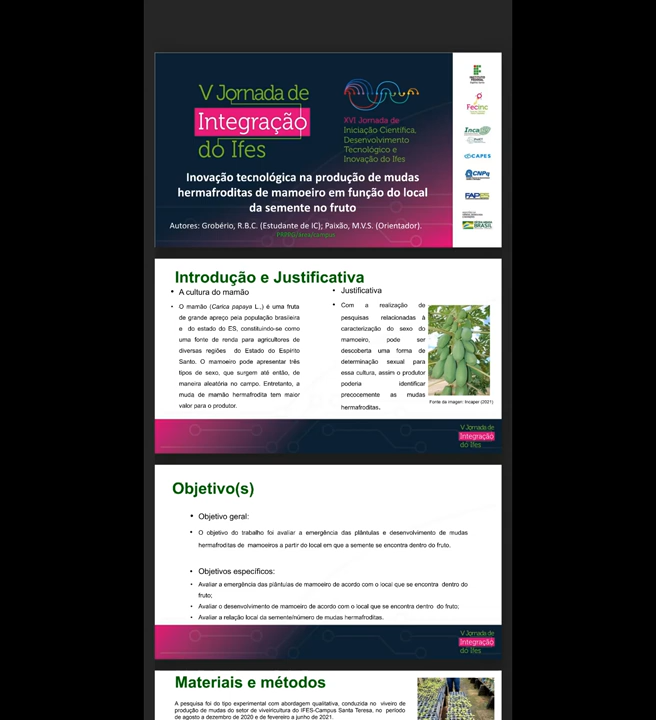 V Jornada de
Integração
do Ifes
XVI Jornada de
Iniciação Científica,
Desenvolvimento
Tecnológico e
Inovação do Ifes
Inovação tecnológica na produção de mudas
hermafroditas de mamoeiro em função do local
da semente no fruto
Autores: Grobério, R.B.C. (Estudante de IC); Paixão, M.V.S. (Orientador).
INSTITUTO
FEDERAL
Fecinc
Incaper
CAPES
CNPq
BRASIL
Introdução e Justificativa
• A cultura do mamão
• O mamão (Carica papaya L.,) é uma fruta
de grande apreço pela população brasileira
e do estado do ES, constituindo-se como
uma fonte de renda para agricultores de
diversas regiões do Estado do Espírito
Santo. O mamoeiro pode apresentar três
tipos de sexo, que surgem até então, de
maneira aleatória no campo. Entretanto, a
muda de mamão hermafrodita tem maior
valor para o produtor.
• Justificativa
• Com a realização de
pesquisas relacionadas à
caracterização do sexo do
mamoeiro, pode ser
descoberta uma forma de
determinação sexual para
essa cultura, assim o produtor
poderia identificar
precocemente as mudas
hermafroditas.
Fonte da imagem: Incaper (2021)
V Jornada de
Integração
do Ifes
Objetivo(s)
• Objetivo geral:
• O objetivo do trabalho foi avaliar a emergência das plântulas e desenvolvimento de mudas
hermafroditas de mamoeiros a partir do local em que a semente se encontra dentro do fruto.
• Objetivos específicos:
• Avaliar a emergência das plântulas de mamoeiro de acordo com o local que se encontra dentro do
fruto;
• Avaliar o desenvolvimento de mamoeiro de acordo com o local que se encontra dentro do fruto;
• Avaliar a relação local da semente/número de mudas hermafroditas.
V Jornada de
Integração
do Ifes
Materiais e métodos
A pesquisa foi do tipo experimental com abordagem qualitativa, conduzida no viveiro de
produção de mudas do setor de viveiricultura do IFES-Campus Santa Teresa, no período
de agosto a dezembro de 2020 e de fevereiro a junho de 2021.